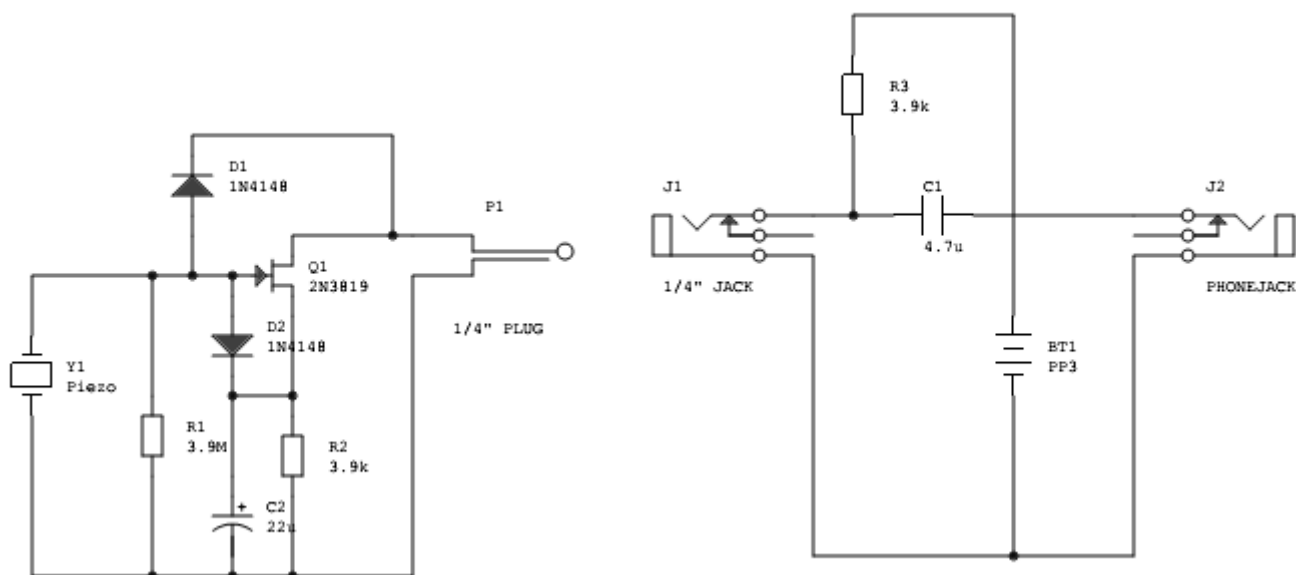 R3
3.9k
D1
1N4148
P1
J1
C1
J2
4.7u
Q1
2N3819
1/4" JACK
PHONEJACK
D2
1N4148
1/4" PLUG
Y1
Piezo
BT1
PP3
R1
3.9M
R2
3.9k
+
C2
22u